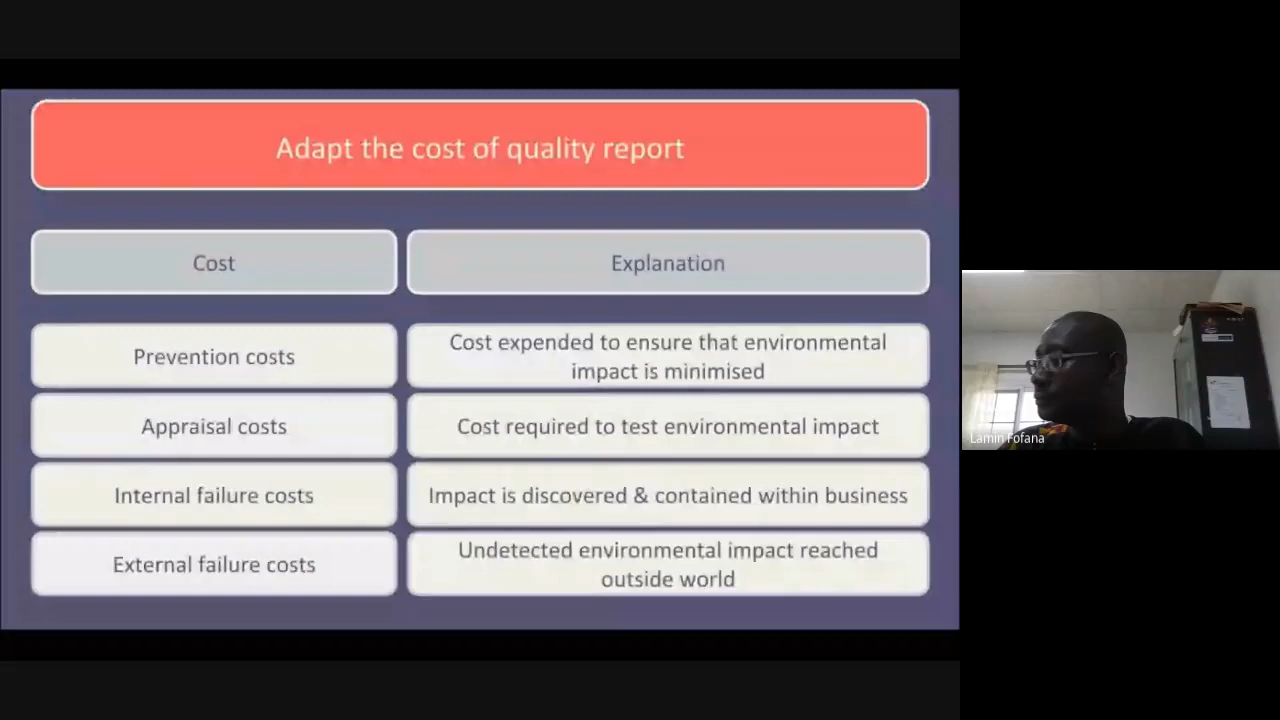 Adapt the cost of quality report
Cost
Explanation
Prevention costs
Cost expended to ensure that environmental
impact is minimised
Appraisal costs
Cost required to test environmental impact
Internal failure costs
Impact is discovered & contained within business
External failure costs
Undetected environmental impact reached
outside world
Lamin Fofana